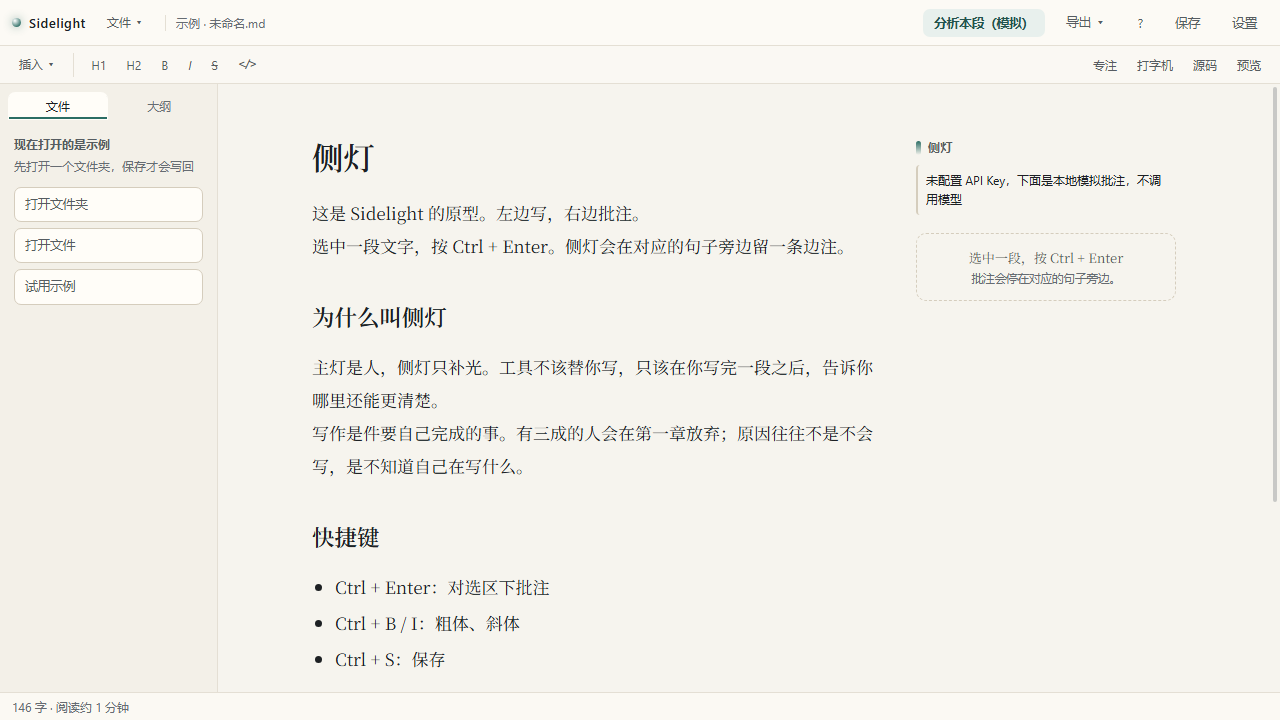 Sidelight 文件 ▾ 示例 · 未命名.md 分析本段（模拟） 导出 ▾ ? 保存 设置
插入 ▾ H1 H2 B I S </> 专注 打字机 源码 预览
文件 大纲
现在打开的是示例
先打开一个文件夹，保存才会写回
打开文件夹
打开文件
试用示例
侧灯
这是 Sidelight 的原型。左边写，右边批注。
选中一段文字，按 Ctrl + Enter。侧灯会在对应的句子旁边留一条边注。
为什么叫侧灯
主灯是人，侧灯只补光。工具不该替你写，只该在你写完一段之后，告诉你
哪里还能更清楚。
写作是件要自己完成的事。有三成的人会在第一章放弃；原因往往不是不会
写，是不知道自己在写什么。
快捷键
• Ctrl + Enter：对选区下批注
• Ctrl + B / I：粗体、斜体
• Ctrl + S：保存
侧灯
未配置 API Key，下面是本地模拟批注，不调
用模型
选中一段，按 Ctrl + Enter
批注会停在对应的句子旁边。
146 字 · 阅读约 1 分钟